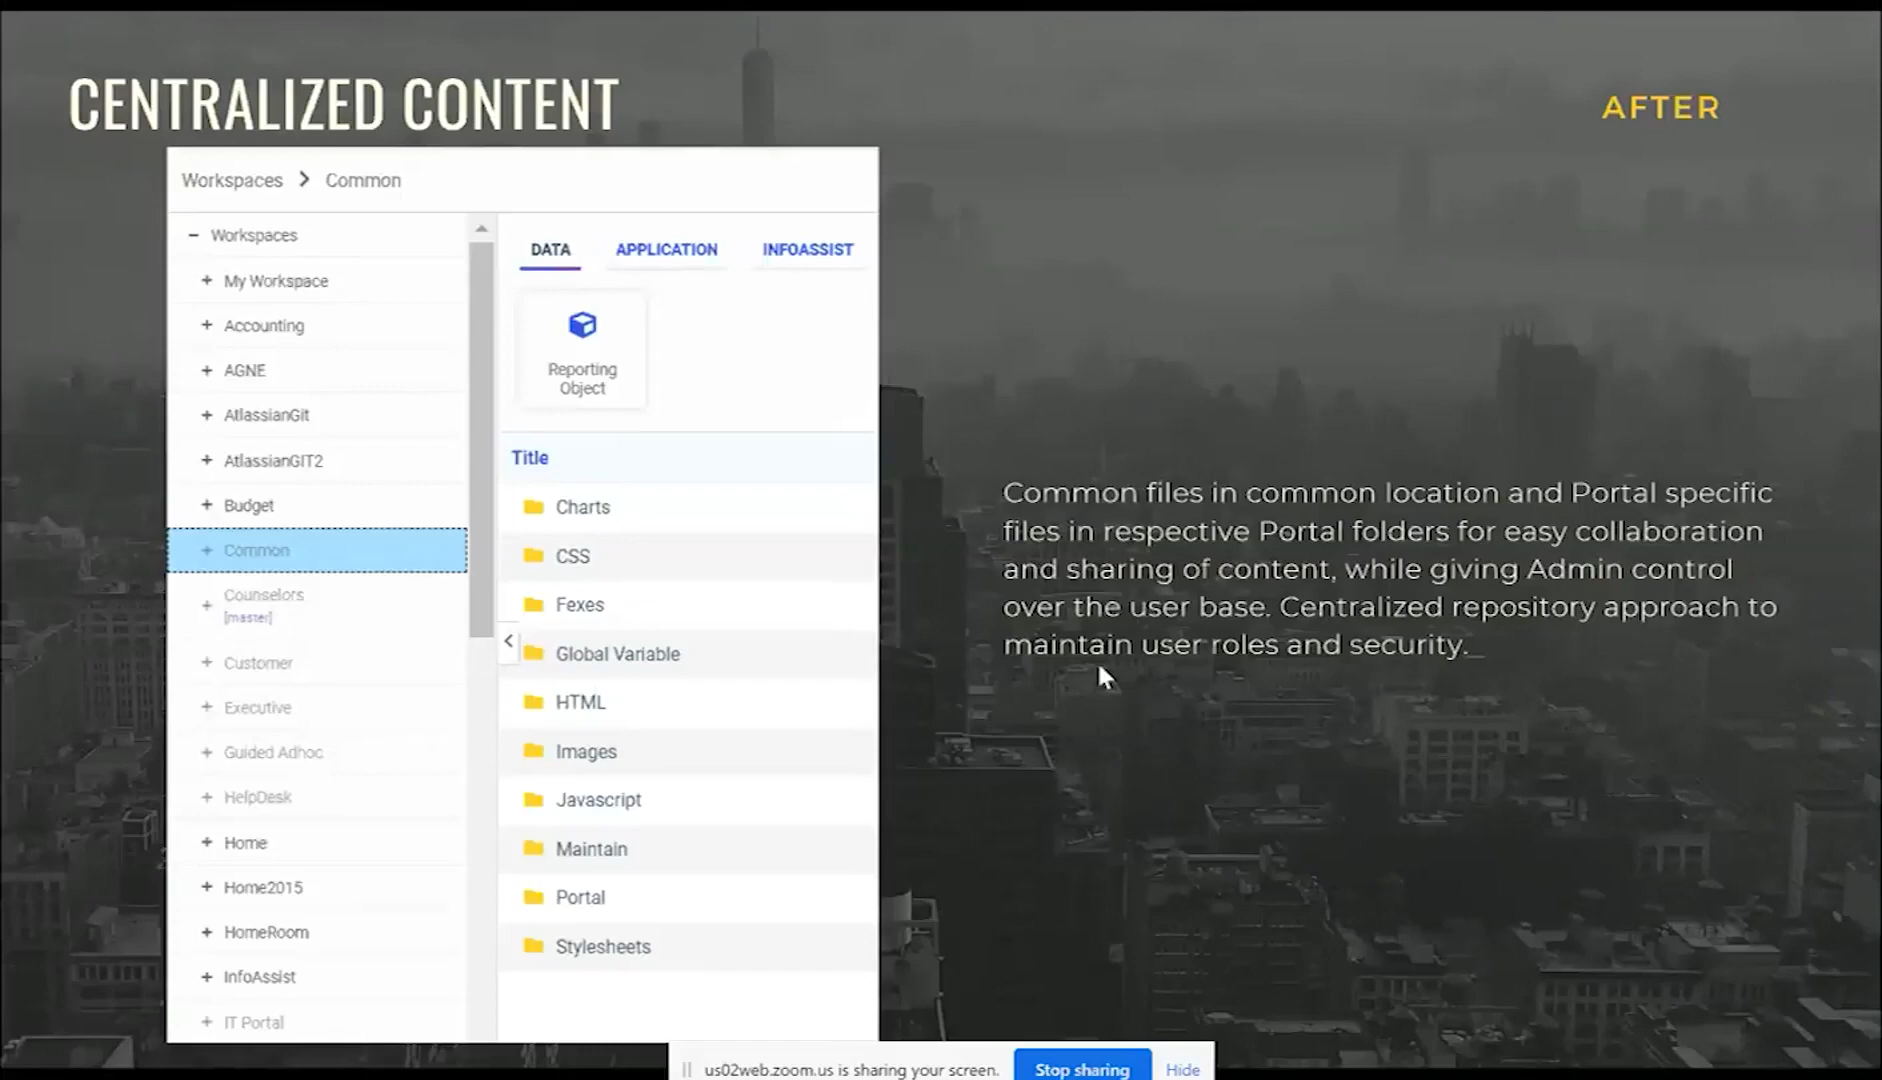 CENTRALIZED CONTENT
AFTER
Workspaces > Common
− Workspaces
+ My Workspace
+ Accounting
+ AGNE
+ AtlassianGit
+ AtlassianGIT2
+ Budget
+ Common
+ Counselors
[master]
+ Customer
+ Executive
+ Guided Adhoc
+ HelpDesk
+ Home
+ Home2015
+ HomeRoom
+ InfoAssist
+ IT Portal
DATA APPLICATION INFOASSIST
Reporting
Object
Title
Charts
CSS
Fexes
Global Variable
HTML
Images
Javascript
Maintain
Portal
Stylesheets
Common files in common location and Portal specific
files in respective Portal folders for easy collaboration
and sharing of content, while giving Admin control
over the user base. Centralized repository approach to
maintain user roles and security._
us02web.zoom.us is sharing your screen. Stop sharing Hide